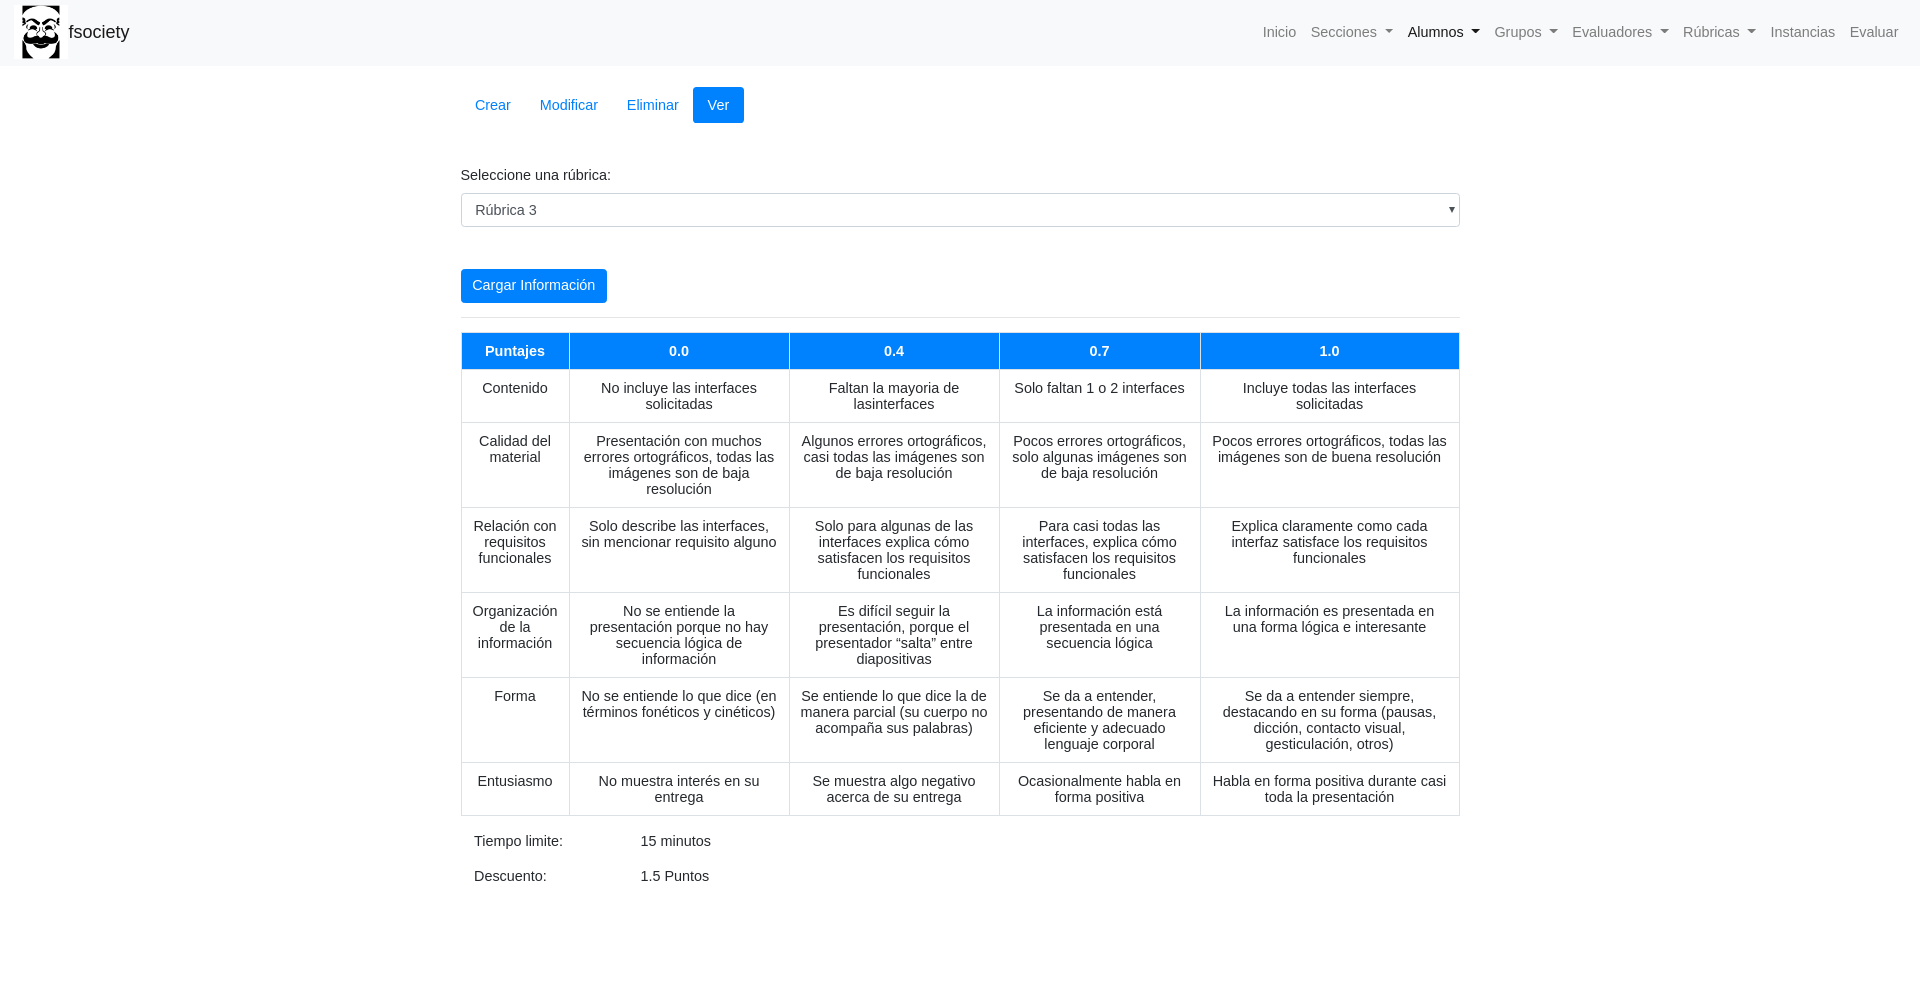 fsociety
Inicio Secciones Alumnos Grupos Evaluadores Rúbricas Instancias Evaluar
Crear Modificar Eliminar Ver
Seleccione una rúbrica:
Rúbrica 3
Cargar Información
Puntajes 0.0 0.4 0.7 1.0
Contenido
No incluye las interfaces
solicitadas
Faltan la mayoria de
lasinterfaces
Solo faltan 1 o 2 interfaces
Incluye todas las interfaces
solicitadas
Calidad del
material
Presentación con muchos
errores ortográficos, todas las
imágenes son de baja
resolución
Algunos errores ortográficos,
casi todas las imágenes son
de baja resolución
Pocos errores ortográficos,
solo algunas imágenes son
de baja resolución
Pocos errores ortográficos, todas las
imágenes son de buena resolución
Relación con
requisitos
funcionales
Solo describe las interfaces,
sin mencionar requisito alguno
Solo para algunas de las
interfaces explica cómo
satisfacen los requisitos
funcionales
Para casi todas las
interfaces, explica cómo
satisfacen los requisitos
funcionales
Explica claramente como cada
interfaz satisface los requisitos
funcionales
Organización
de la
información
No se entiende la
presentación porque no hay
secuencia lógica de
información
Es difícil seguir la
presentación, porque el
presentador “salta” entre
diapositivas
La información está
presentada en una
secuencia lógica
La información es presentada en
una forma lógica e interesante
Forma
No se entiende lo que dice (en
términos fonéticos y cinéticos)
Se entiende lo que dice la de
manera parcial (su cuerpo no
acompaña sus palabras)
Se da a entender,
presentando de manera
eficiente y adecuado
lenguaje corporal
Se da a entender siempre,
destacando en su forma (pausas,
dicción, contacto visual,
gesticulación, otros)
Entusiasmo
No muestra interés en su
entrega
Se muestra algo negativo
acerca de su entrega
Ocasionalmente habla en
forma positiva
Habla en forma positiva durante casi
toda la presentación
Tiempo limite: 15 minutos
Descuento: 1.5 Puntos